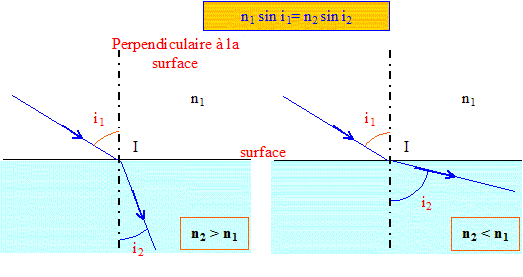 n1 sin i1= n2 sin i2
Perpendiculaire à la
surface
n1
i1
I
i2
n2 > n1
surface
n1
i1
I
i2
n2 < n1